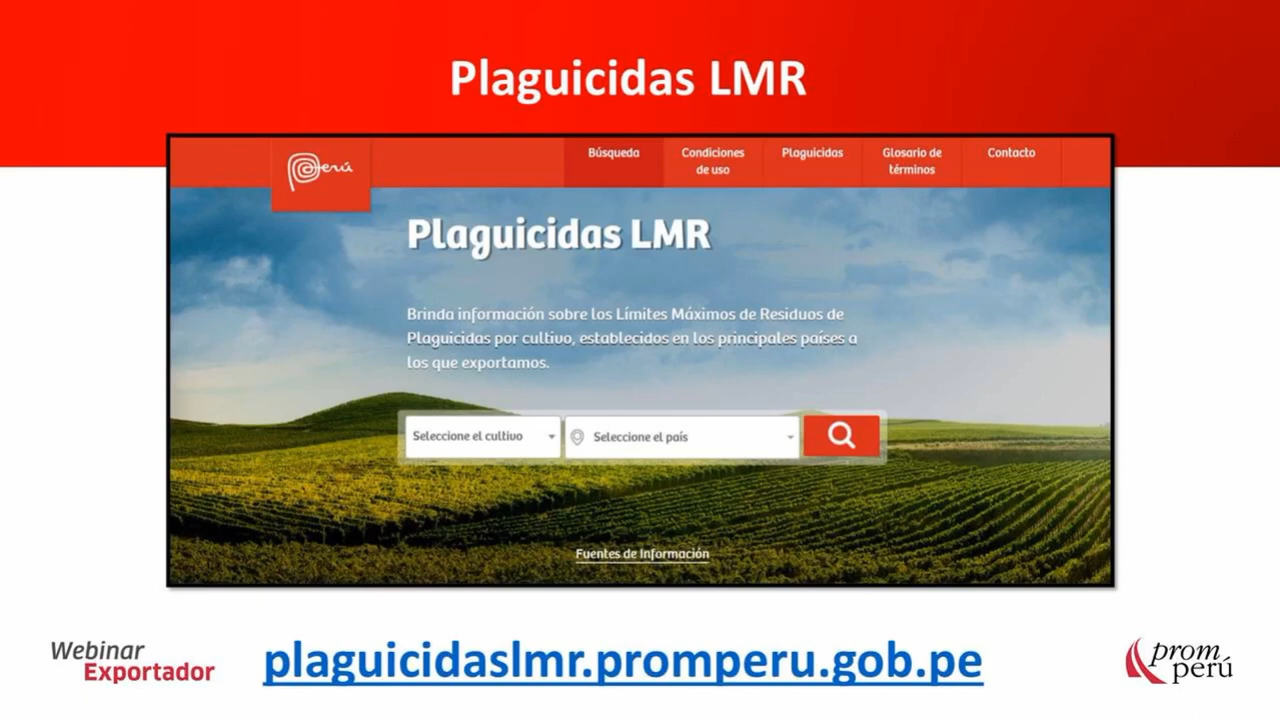 Plaguicidas LMR
Perú
Búsqueda
Condiciones
de uso
Plaguicidas
Glosario de
términos
Contacto
Plaguicidas LMR
Brinda información sobre los Límites Máximos de Residuos de
Plaguicidas por cultivo, establecidos en los principales países a
los que exportamos.
Seleccione el cultivo
Seleccione el país
Fuentes de Información
Webinar
Exportador
plaguicidaslmr.promperu.gob.pe
prom
perú